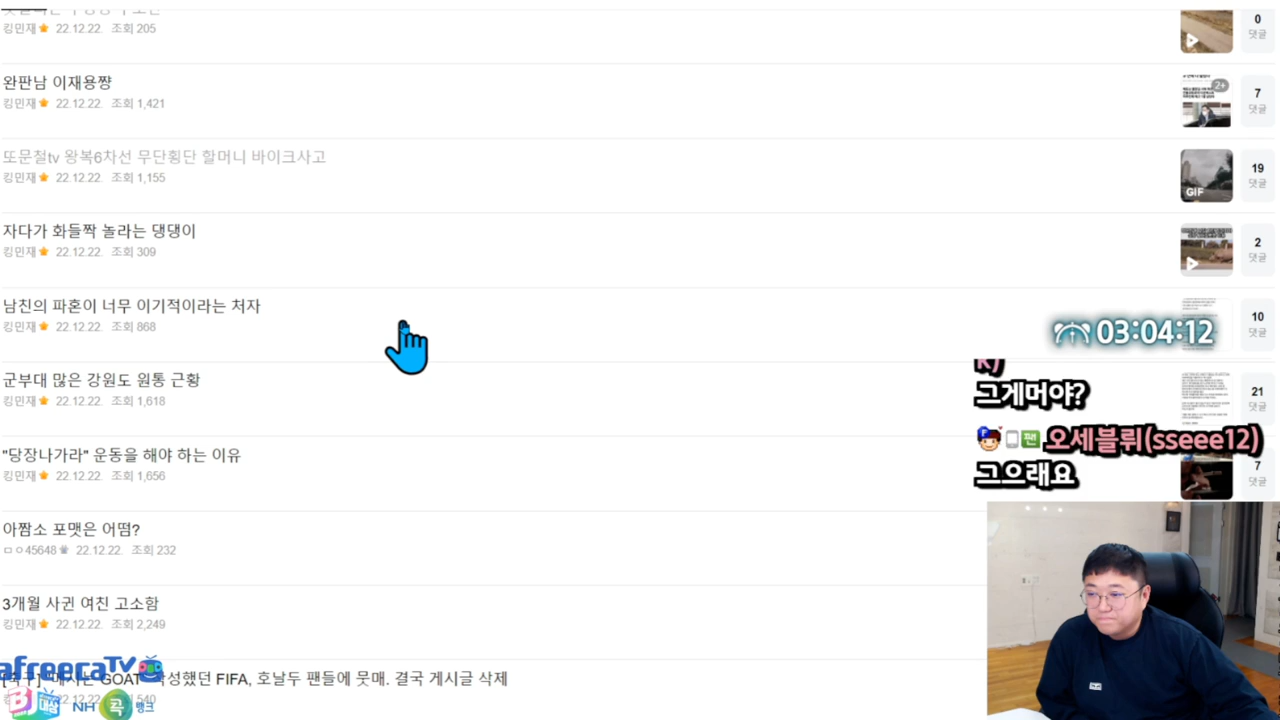 킹민재 22.12.22. 조회 205
0
댓글
완판남 이재용쨩
킹민재 22.12.22. 조회 1,421
2+
7
댓글
또문철tv 왕복6차선 무단횡단 할머니 바이크사고
킹민재 22.12.22. 조회 1,155
GIF
19
댓글
자다가 화들짝 놀라는 댕댕이
킹민재 22.12.22. 조회 309
2
댓글
남친의 파혼이 너무 이기적이라는 처자
킹민재 22.12.22. 조회 868
10
댓글
03:04:12
군부대 많은 강원도 원통 근황
킹민재 22.12.22. 조회 1,618
21
댓글
그게머야?
"당장나가라" 운동을 해야 하는 이유
킹민재 22.12.22. 조회 1,656
7
댓글
F 팬 오세블뤼(sseee12)
그으래요
아짬소 포맷은 어떰?
ㅁㅇ45648 22.12.22. 조회 232
3개월 사귄 여친 고소함
킹민재 22.12.22. 조회 2,249
afreecaTV
GOAT" 작성했던 FIFA, 호날두 팬들에 뭇매. 결국 게시글 삭제
22.12.22. 540
NH 콕 뱅크